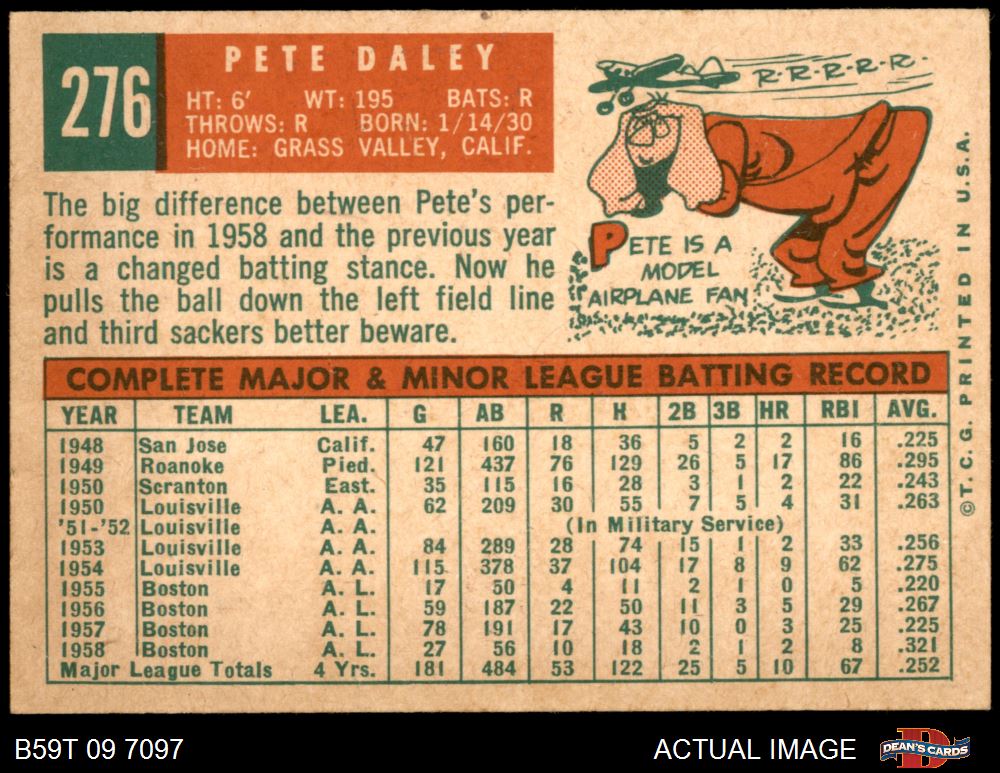 276
PETE DALEY
HT: 6' WT: 195 BATS: R
THROWS: R BORN: 1/14/30
HOME: GRASS VALLEY, CALIF.
The big difference between Pete's per-
formance in 1958 and the previous year
is a changed batting stance. Now he
pulls the ball down the left field line
and third sackers better beware.
R-R-R-R-R-
PETE IS A
MODEL
AIRPLANE FAN
COMPLETE MAJOR & MINOR LEAGUE BATTING RECORD
YEAR TEAM LEA. G AB R H 2B 3B HR RBI AVG.
1948 San Jose Calif. 47 160 18 36 5 2 2 16 .225
1949 Roanoke Pied. 121 437 76 129 26 5 17 86 .295
1950 Scranton East. 35 115 16 28 3 1 2 22 .243
1950 Louisville A. A. 62 209 30 55 7 5 4 31 .263
'51-'52 Louisville A. A. (In Military Service)
1953 Louisville A. A. 84 289 28 74 15 1 2 33 .256
1954 Louisville A. A. 115 378 37 104 17 8 9 62 .275
1955 Boston A. L. 17 50 4 11 2 1 0 5 .220
1956 Boston A. L. 59 187 22 50 11 3 5 29 .267
1957 Boston A. L. 78 191 17 43 10 0 3 25 .225
1958 Boston A. L. 27 56 10 18 2 1 2 8 .321
Major League Totals 4 Yrs. 181 484 53 122 25 5 10 67 .252
©T. C. G. PRINTED IN U.S.A.
B59T 09 7097
ACTUAL IMAGE
DEAN'S CARDS